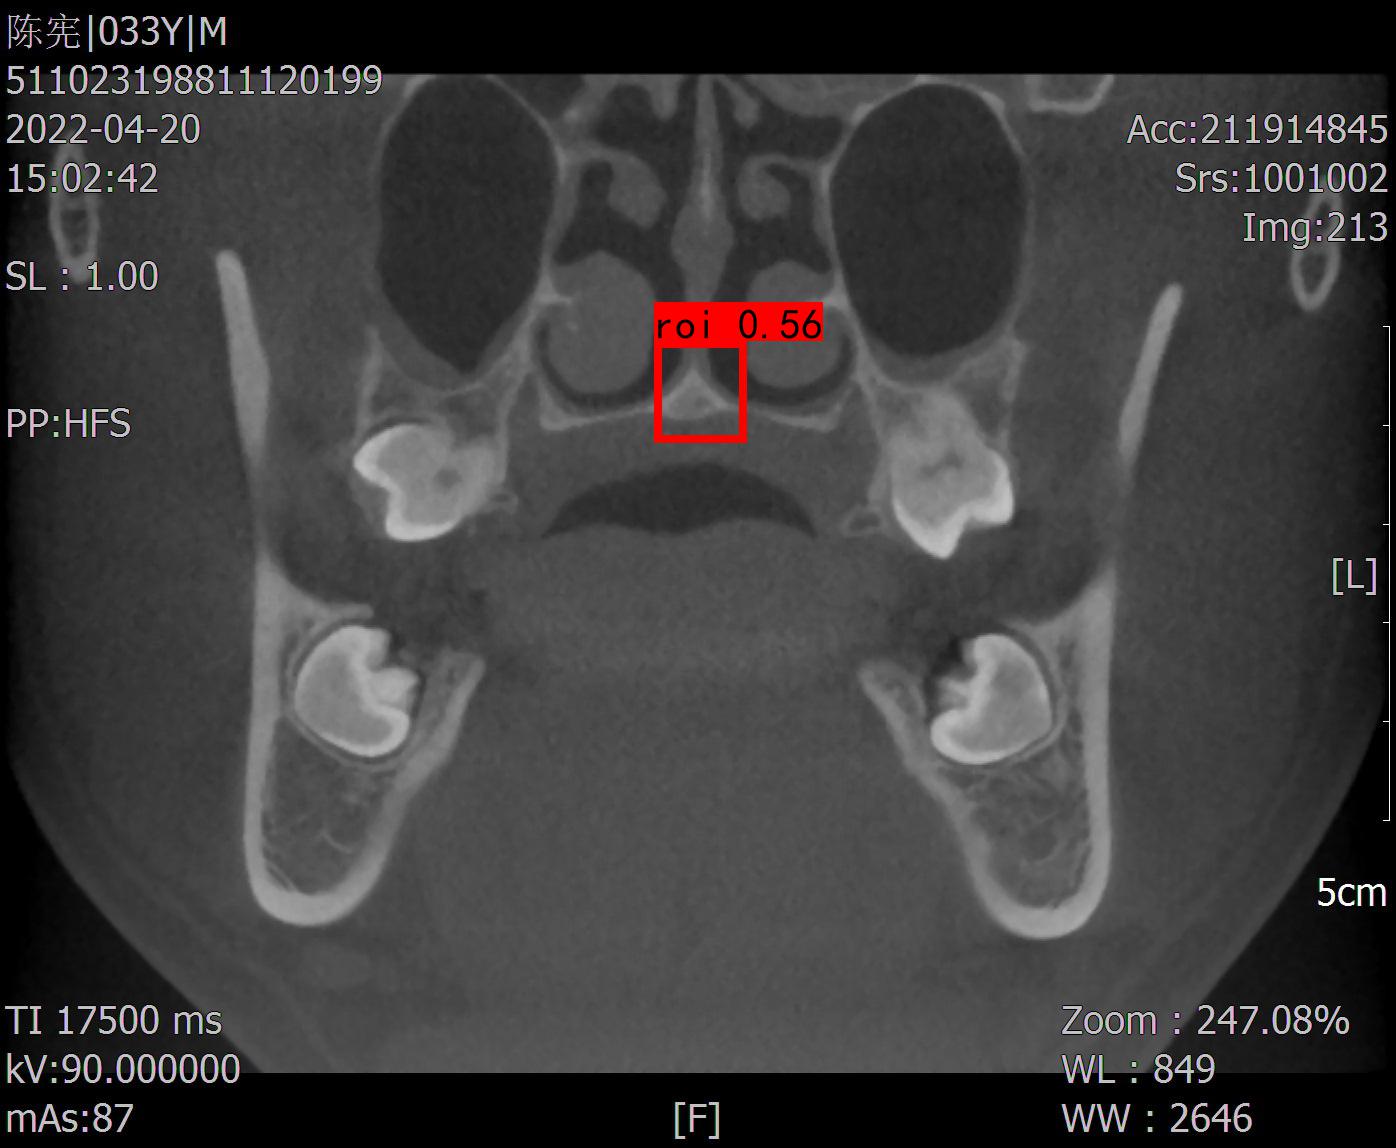 陈宪|033Y|M
511023198811120199
2022-04-20
15:02:42
SL : 1.00
PP:HFS
Acc:211914845
Srs:1001002
Img:213
roi 0.56
[L]
5cm
TI 17500 ms
kV:90.000000
mAs:87
[F]
Zoom : 247.08%
WL : 849
WW : 2646